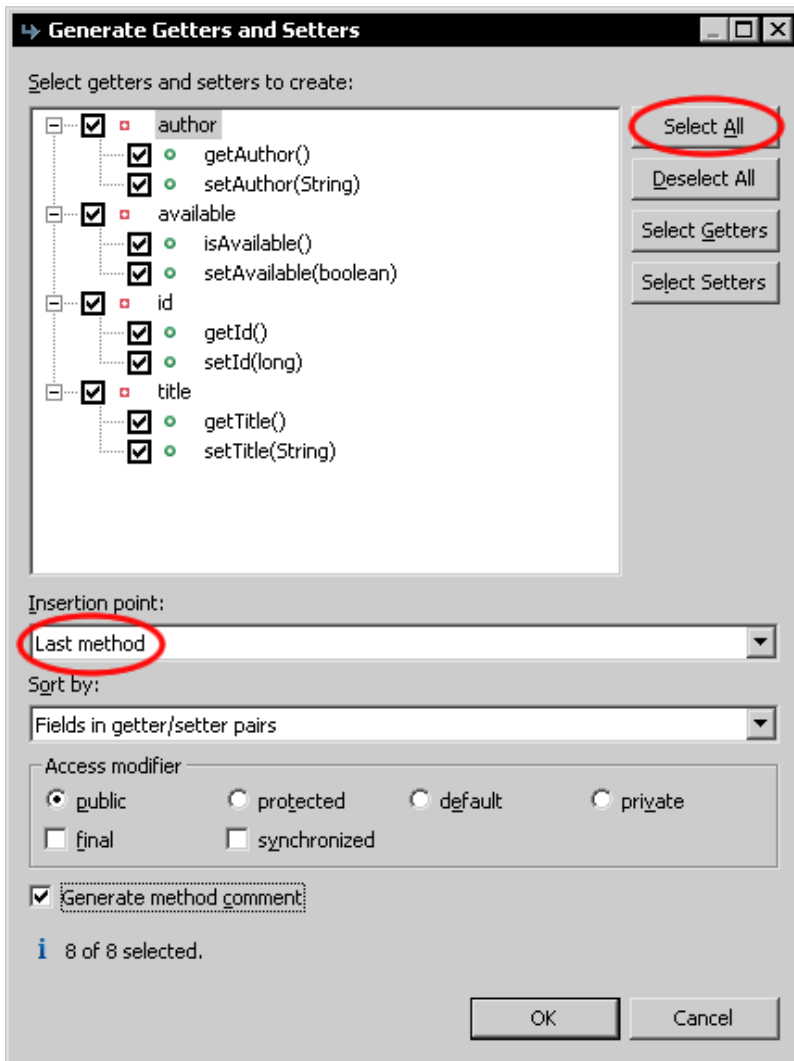 Generate Getters and Setters
Select getters and setters to create:
author
getAuthor()
setAuthor(String)
available
isAvailable()
setAvailable(boolean)
id
getId()
setId(long)
title
getTitle()
setTitle(String)
Select All
Deselect All
Select Getters
Select Setters
Insertion point:
Last method
Sort by:
Fields in getter/setter pairs
Access modifier
public protected default private
final synchronized
Generate method comment
i 8 of 8 selected.
OK Cancel